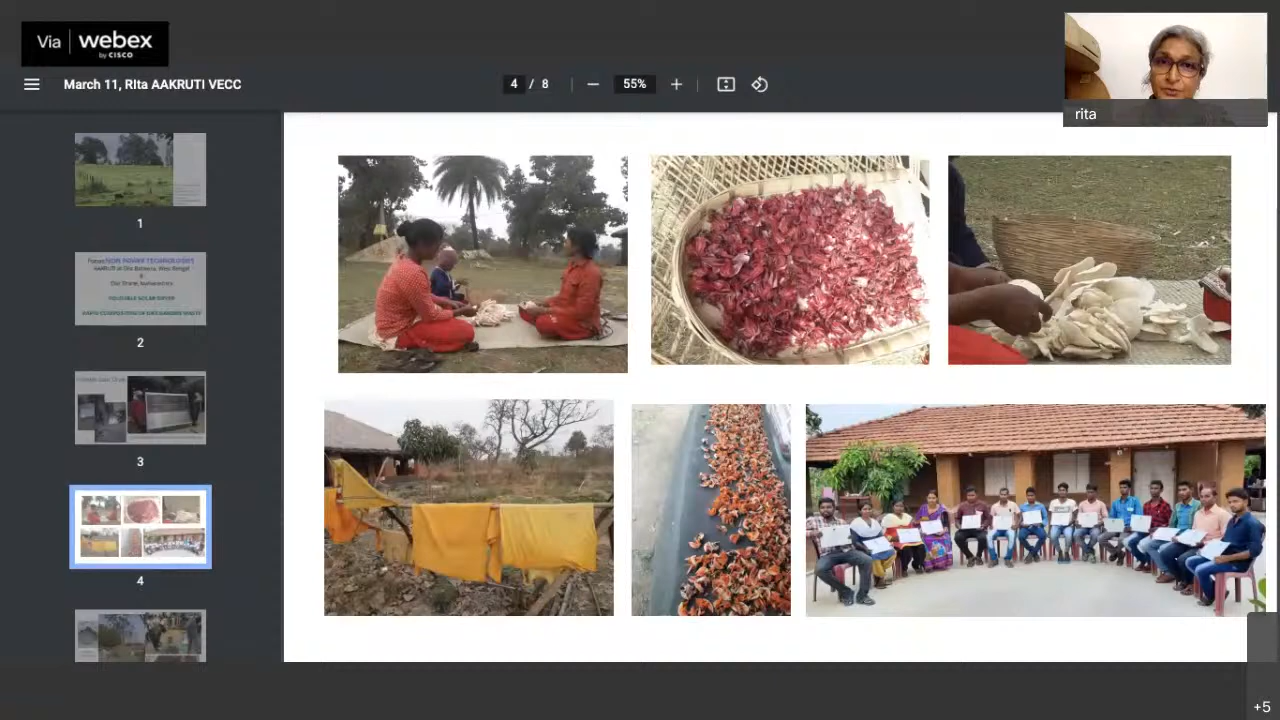 Via webex
by CISCO
March 11, RIta AAKRUTI VECC
4 / 8
55%
rita
1
2
3
4
+5